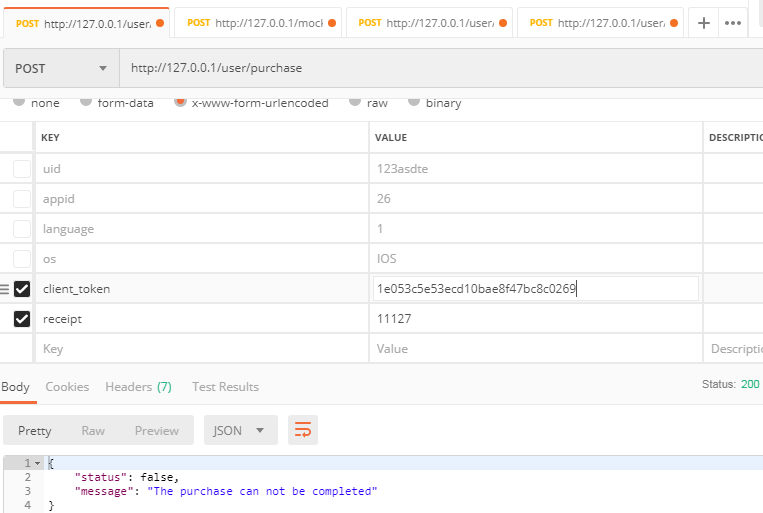 POST http://127.0.0.1/user/ POST http://127.0.0.1/mock POST http://127.0.0.1/user/ POST http://127.0.0.1/user/ + •••
POST http://127.0.0.1/user/purchase
none form-data x-www-form-urlencoded raw binary
KEY VALUE DESCRIPTIO
uid 123asdte
appid 26
language 1
os IOS
client_token 1e053c5e53ecd10bae8f47bc8c0269
receipt 11127
Key Value Descriptio
Body Cookies Headers (7) Test Results Status: 200
Pretty Raw Preview JSON
1 {
2 "status": false,
3 "message": "The purchase can not be completed"
4 }